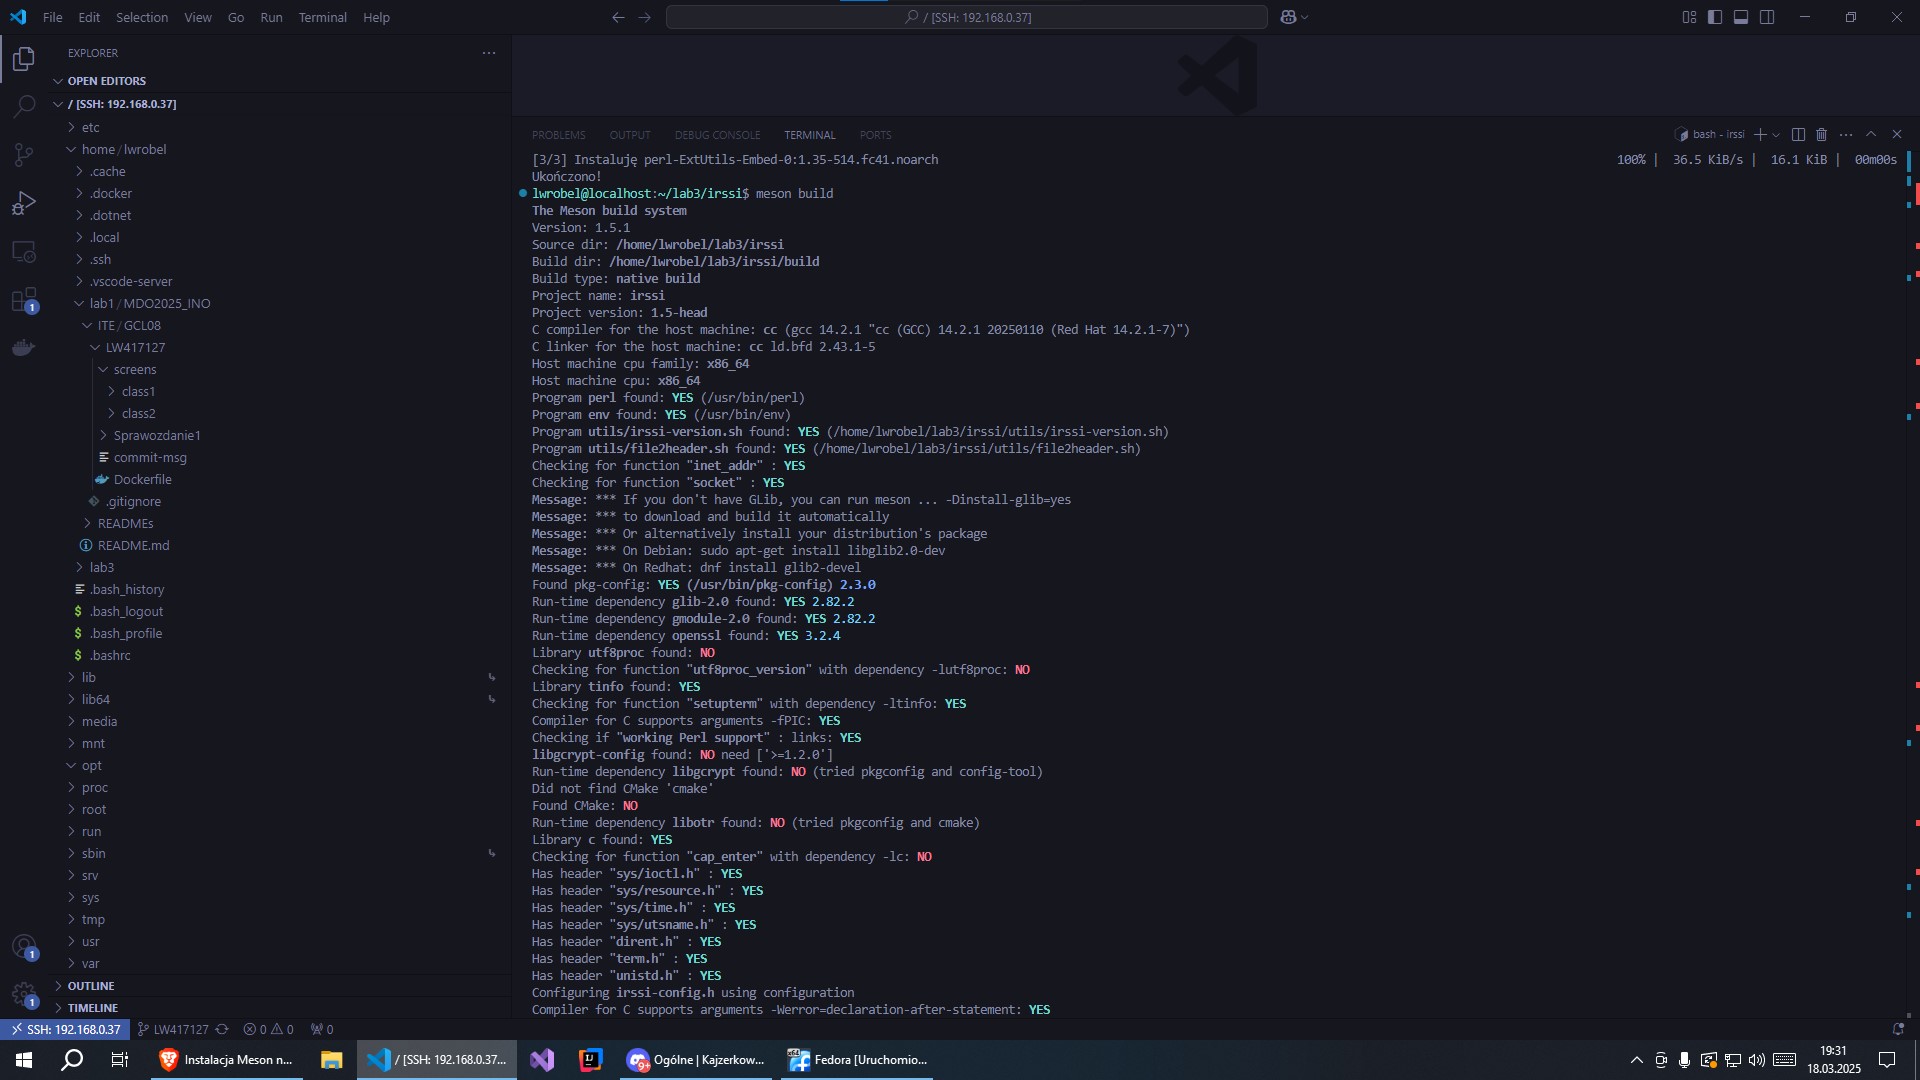 File Edit Selection View Go Run Terminal Help
/ [SSH: 192.168.0.37]
EXPLORER
OPEN EDITORS
/ [SSH: 192.168.0.37]
etc
home / lwrobel
.cache
.docker
.dotnet
.local
.ssh
.vscode-server
lab1 / MDO2025_INO
ITE / GCL08
LW417127
screens
class1
class2
Sprawozdanie1
commit-msg
Dockerfile
.gitignore
READMEs
README.md
lab3
.bash_history
.bash_logout
.bash_profile
.bashrc
lib
lib64
media
mnt
opt
proc
root
run
sbin
srv
sys
tmp
usr
var
OUTLINE
TIMELINE
1
1
1
PROBLEMS OUTPUT DEBUG CONSOLE TERMINAL PORTS
bash - irssi
[3/3] Instaluję perl-ExtUtils-Embed-0:1.35-514.fc41.noarch 100% | 36.5 KiB/s | 16.1 KiB | 00m00s
Ukończono!
lwrobel@localhost:~/lab3/irssi$ meson build
The Meson build system
Version: 1.5.1
Source dir: /home/lwrobel/lab3/irssi
Build dir: /home/lwrobel/lab3/irssi/build
Build type: native build
Project name: irssi
Project version: 1.5-head
C compiler for the host machine: cc (gcc 14.2.1 "cc (GCC) 14.2.1 20250110 (Red Hat 14.2.1-7)")
C linker for the host machine: cc ld.bfd 2.43.1-5
Host machine cpu family: x86_64
Host machine cpu: x86_64
Program perl found: YES (/usr/bin/perl)
Program env found: YES (/usr/bin/env)
Program utils/irssi-version.sh found: YES (/home/lwrobel/lab3/irssi/utils/irssi-version.sh)
Program utils/file2header.sh found: YES (/home/lwrobel/lab3/irssi/utils/file2header.sh)
Checking for function "inet_addr" : YES
Checking for function "socket" : YES
Message: *** If you don't have GLib, you can run meson ... -Dinstall-glib=yes
Message: *** to download and build it automatically
Message: *** Or alternatively install your distribution's package
Message: *** On Debian: sudo apt-get install libglib2.0-dev
Message: *** On Redhat: dnf install glib2-devel
Found pkg-config: YES (/usr/bin/pkg-config) 2.3.0
Run-time dependency glib-2.0 found: YES 2.82.2
Run-time dependency gmodule-2.0 found: YES 2.82.2
Run-time dependency openssl found: YES 3.2.4
Library utf8proc found: NO
Checking for function "utf8proc_version" with dependency -lutf8proc: NO
Library tinfo found: YES
Checking for function "setupterm" with dependency -ltinfo: YES
Compiler for C supports arguments -fPIC: YES
Checking if "working Perl support" : links: YES
libgcrypt-config found: NO need ['>=1.2.0']
Run-time dependency libgcrypt found: NO (tried pkgconfig and config-tool)
Did not find CMake 'cmake'
Found CMake: NO
Run-time dependency libotr found: NO (tried pkgconfig and cmake)
Library c found: YES
Checking for function "cap_enter" with dependency -lc: NO
Has header "sys/ioctl.h" : YES
Has header "sys/resource.h" : YES
Has header "sys/time.h" : YES
Has header "sys/utsname.h" : YES
Has header "dirent.h" : YES
Has header "term.h" : YES
Has header "unistd.h" : YES
Configuring irssi-config.h using configuration
Compiler for C supports arguments -Werror=declaration-after-statement: YES
SSH: 192.168.0.37 LW417127 0 0 0
Instalacja Meson n... / [SSH: 192.168.0.37... Ogólne | Kajzerkow... Fedora [Uruchomio...
19:31
18.03.2025